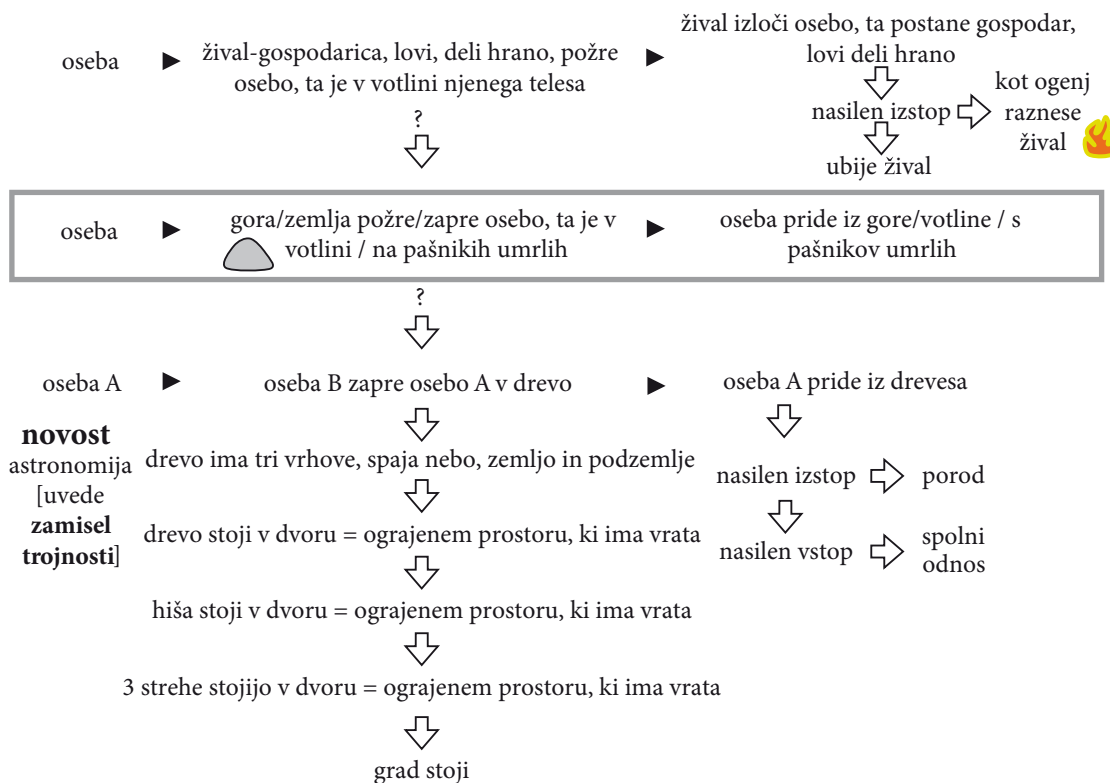 oseba
žival-gospodarica, lovi, deli hrano, požre
osebo, ta je v votlini njenega telesa
žival izloči osebo, ta postane gospodar,
lovi deli hrano
nasilen izstop
kot ogenj
raznese
žival
ubije žival
?
oseba
gora/zemlja požre/zapre osebo, ta je v
votlini / na pašnikih umrlih
oseba pride iz gore/votline / s
pašnikov umrlih
?
oseba A
oseba B zapre osebo A v drevo
oseba A pride iz drevesa
novost
astronomija
[uvede
zamisel
trojnosti]
drevo ima tri vrhove, spaja nebo, zemljo in podzemlje
nasilen izstop
porod
drevo stoji v dvoru = ograjenem prostoru, ki ima vrata
nasilen vstop
spolni
odnos
hiša stoji v dvoru = ograjenem prostoru, ki ima vrata
3 strehe stojijo v dvoru = ograjenem prostoru, ki ima vrata
grad stoji